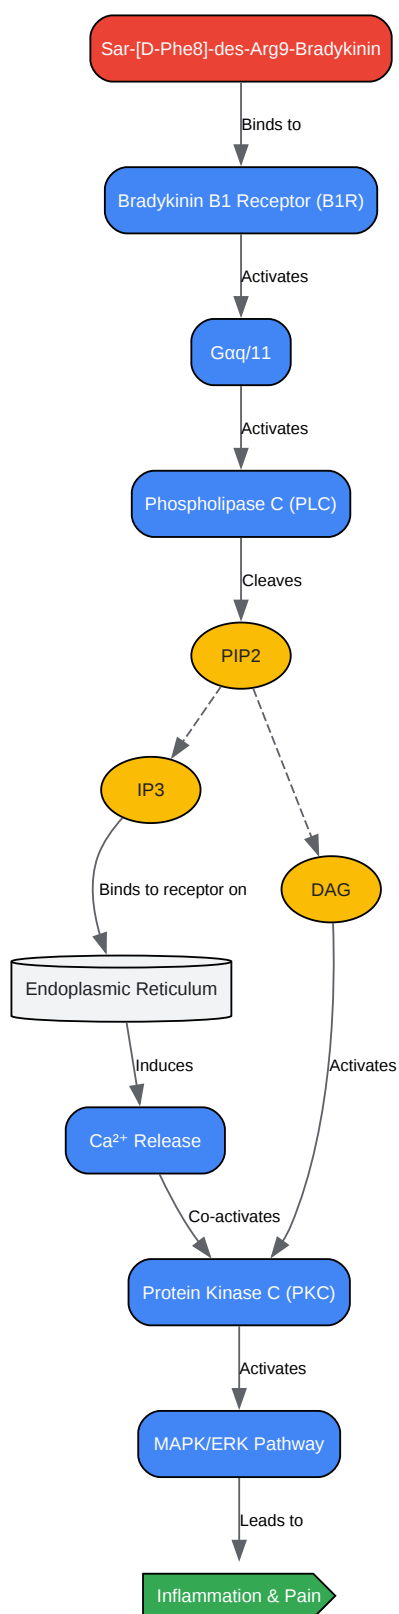 Sar-[D-Phe8]-des-Arg9-Bradykinin
Binds to
Bradykinin B1 Receptor (B1R)
Activates
Gαq/11
Activates
Phospholipase C (PLC)
Cleaves
PIP2
IP3
DAG
Binds to receptor on
Endoplasmic Reticulum
Induces
Activates
Ca²⁺ Release
Co-activates
Protein Kinase C (PKC)
Activates
MAPK/ERK Pathway
Leads to
Inflammation & Pain